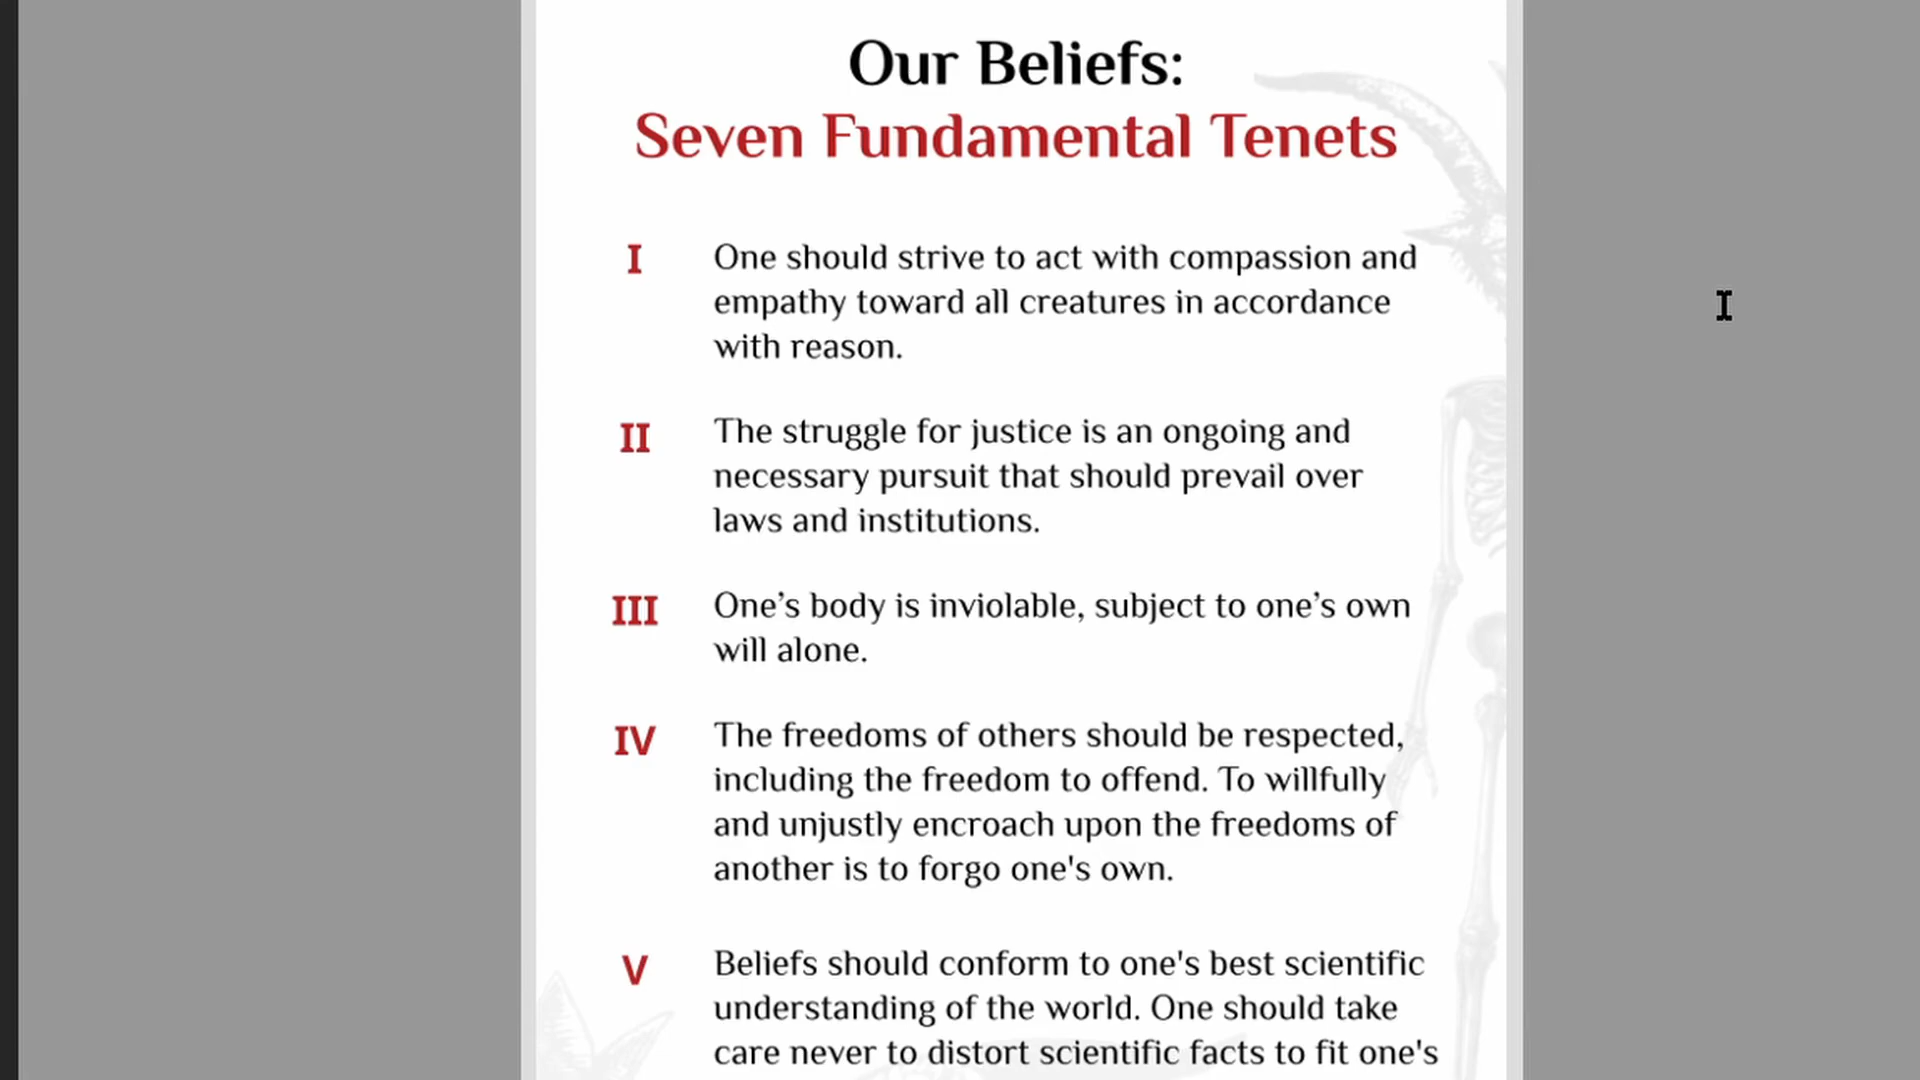 Our Beliefs:
Seven Fundamental Tenets
I One should strive to act with compassion and
empathy toward all creatures in accordance
with reason.
II The struggle for justice is an ongoing and
necessary pursuit that should prevail over
laws and institutions.
III One’s body is inviolable, subject to one’s own
will alone.
IV The freedoms of others should be respected,
including the freedom to offend. To willfully
and unjustly encroach upon the freedoms of
another is to forgo one's own.
V Beliefs should conform to one's best scientific
understanding of the world. One should take
care never to distort scientific facts to fit one's